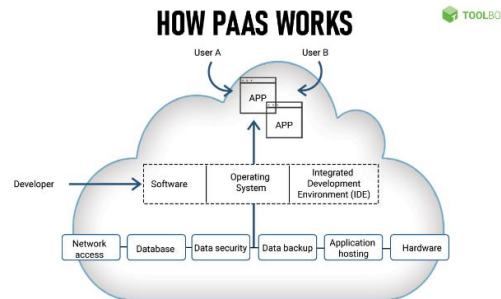 HOW PAAS WORKS
TOOLBO
User A
User B
APP
APP
Developer
Software
Operating
System
Integrated
Development
Environment (IDE)
Network
access
Database
Data security
Data backup
Application
hosting
Hardware